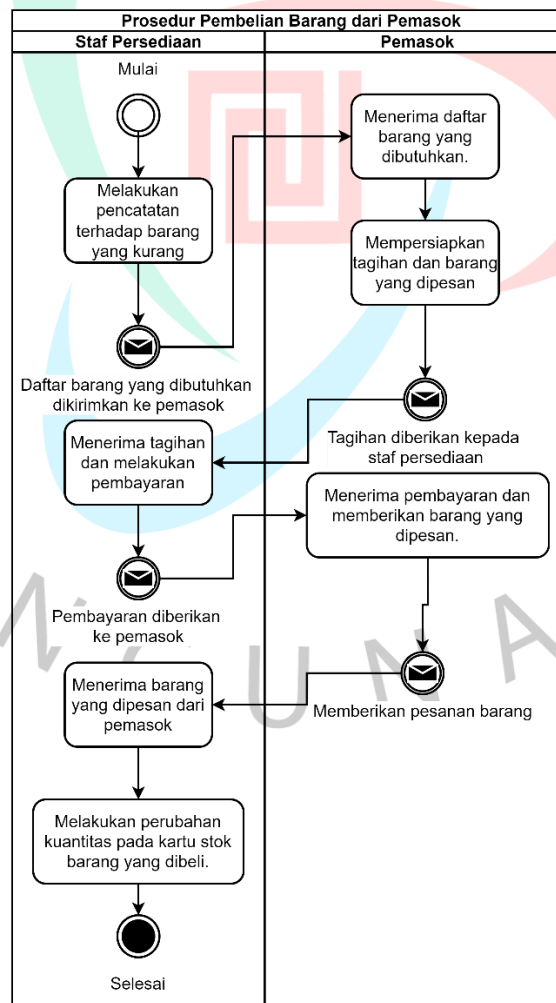 Prosedur Pembelian Barang dari Pemasok
Staf Persediaan
Pemasok
Mulai
Menerima daftar
barang yang
dibutuhkan.
Melakukan
pencatatan
terhadap barang
yang kurang
Mempersiapkan
tagihan dan barang
yang dipesan
Daftar barang yang dibutuhkan
dikirimkan ke pemasok
Tagihan diberikan kepada
staf persediaan
Menerima tagihan
dan melakukan
pembayaran
Menerima pembayaran dan
memberikan barang yang
dipesan.
Pembayaran diberikan
ke pemasok
Memberikan pesanan barang
Menerima barang
yang dipesan dari
pemasok
Melakukan perubahan
kuantitas pada kartu stok
barang yang dibeli.
Selesai
U N A